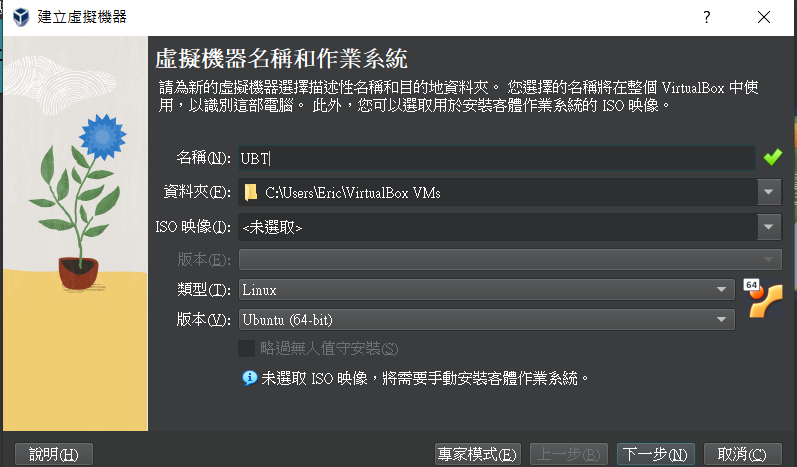 建立虛擬機器
?
虛擬機器名稱和作業系統
請為新的虛擬機器選擇描述性名稱和目的地資料夾。 您選擇的名稱將在整個 VirtualBox 中使
用，以識別這部電腦。 此外，您可以選取用於安裝客體作業系統的 ISO 映像。
名稱(N): UBT
資料夾(F): C:\Users\Eric\VirtualBox VMs
ISO 映像(I): <未選取>
版本(E):
類型(T): Linux
64
版本(V): Ubuntu (64-bit)
略過無人值守安裝(S)
未選取 ISO 映像，將需要手動安裝客體作業系統。
說明(H) 專家模式(E) 上一步(B) 下一步(N) 取消(C)